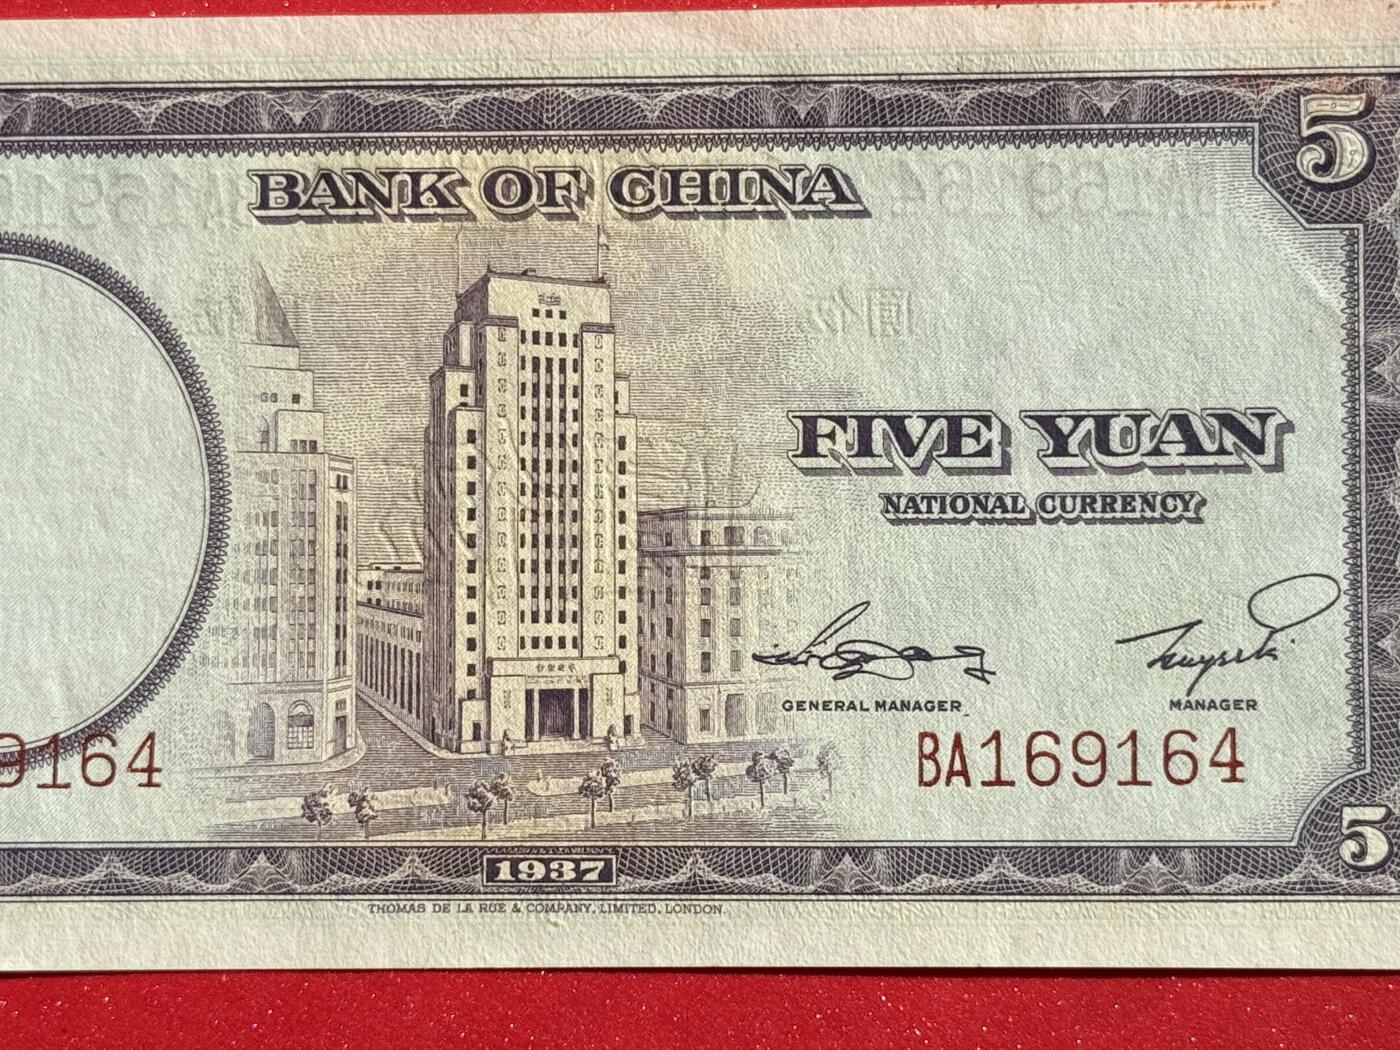 5
BANK OF CHINA
FIVE YUAN
NATIONAL CURRENCY
GENERAL MANAGER
MANAGER
9164
BA169164
5
1937
THOMAS DE LA RUE & COMPANY, LIMITED, LONDON.